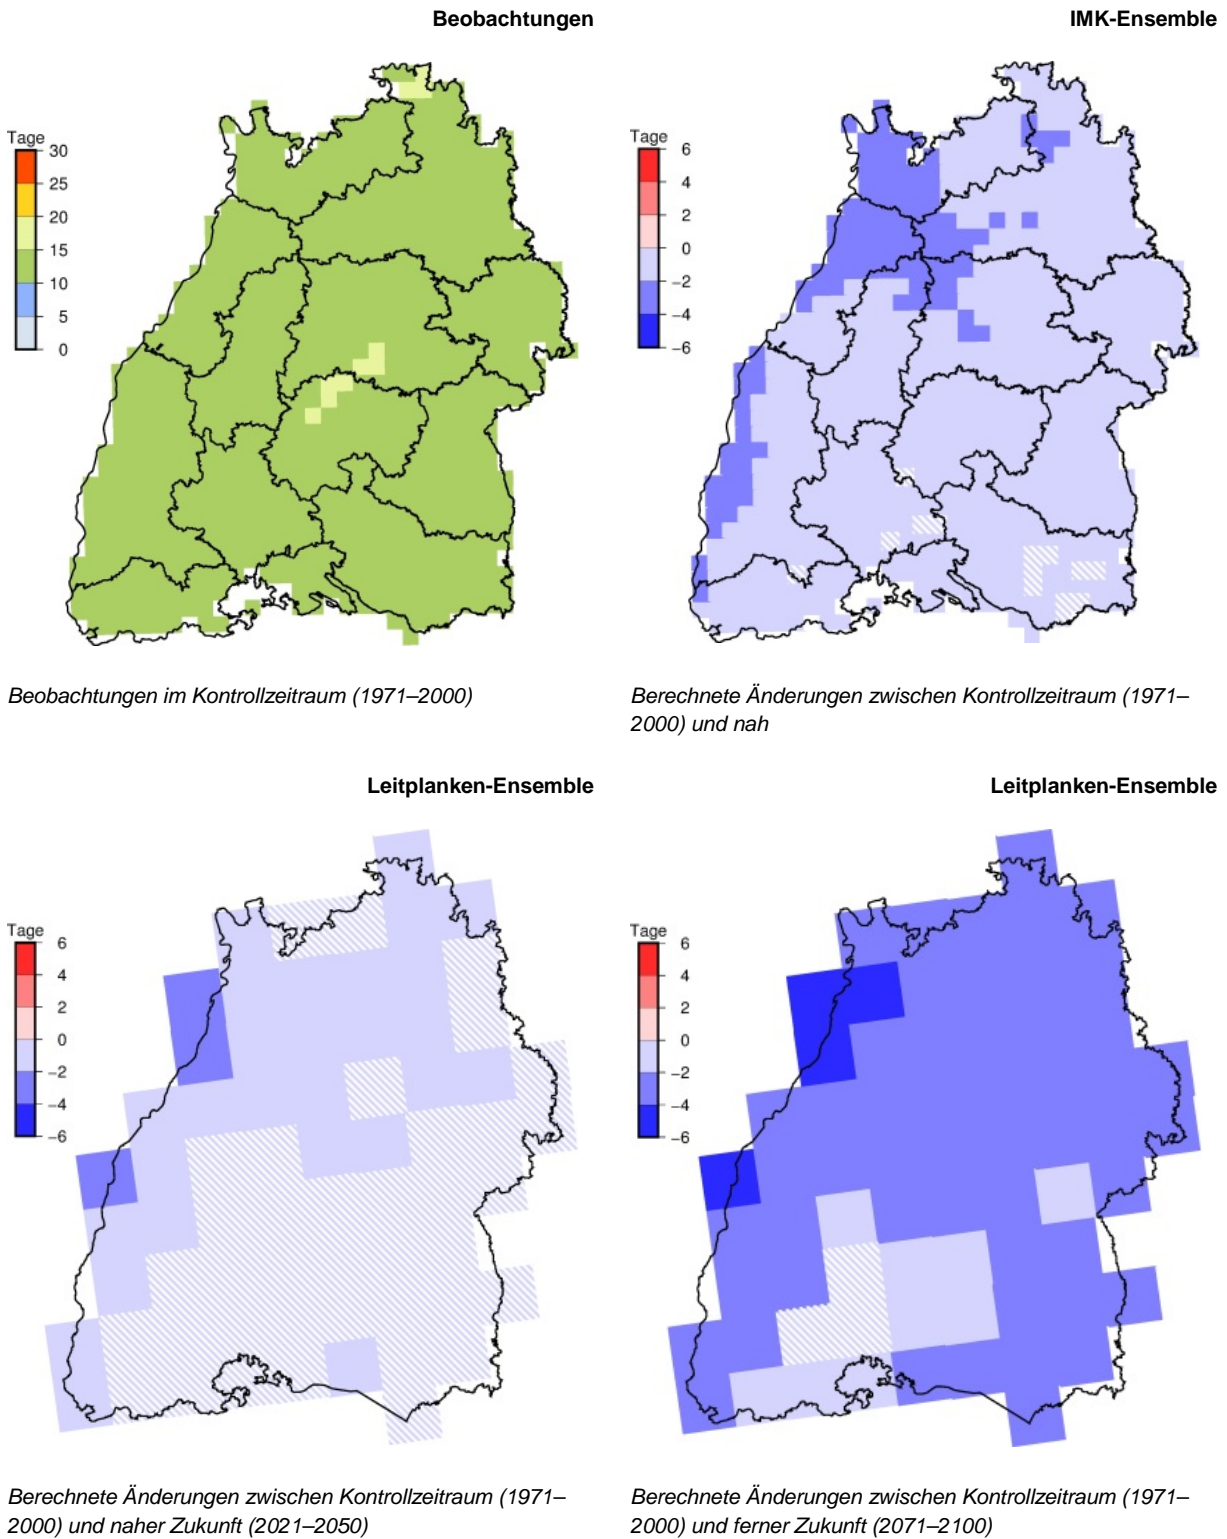 Beobachtungen
Tage
30
25
20
15
10
5
0
Beobachtungen im Kontrollzeitraum (1971–2000)
IMK-Ensemble
Tage
6
4
2
0
−2
−4
−6
Berechnete Änderungen zwischen Kontrollzeitraum (1971–
2000) und nah
Leitplanken-Ensemble
Tage
6
4
2
0
−2
−4
−6
Berechnete Änderungen zwischen Kontrollzeitraum (1971–
2000) und naher Zukunft (2021–2050)
Leitplanken-Ensemble
Tage
6
4
2
0
−2
−4
−6
Berechnete Änderungen zwischen Kontrollzeitraum (1971–
2000) und ferner Zukunft (2071–2100)